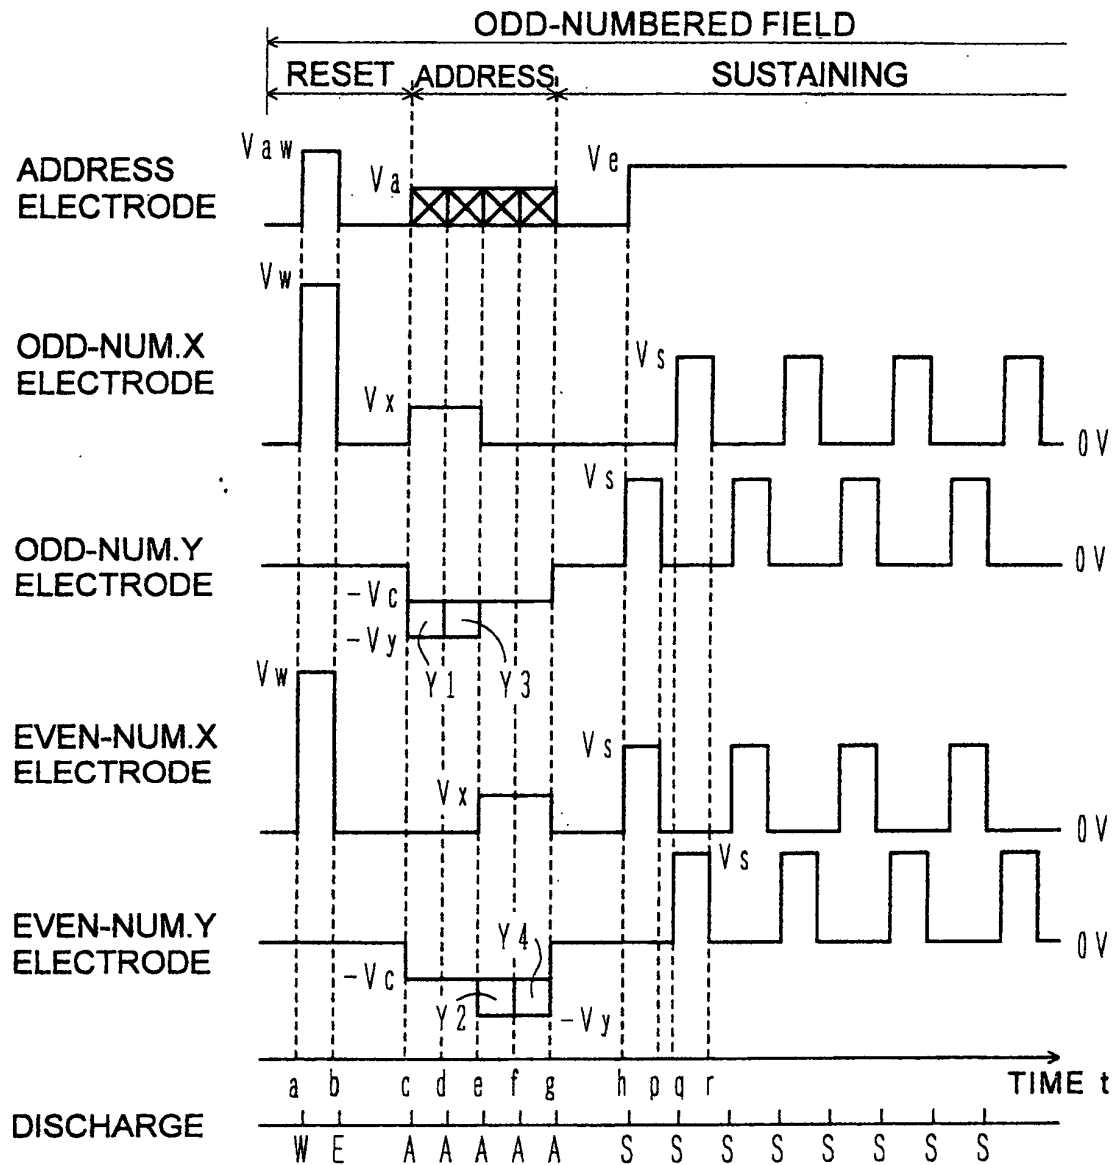 ODD-NUMBERED FIELD
RESET ADDRESS SUSTAINING
Vaw
ADDRESS
ELECTRODE
Va
Ve
Vw
ODD-NUM.X
ELECTRODE
Vx
Vs
0V
Vs
ODD-NUM.Y
ELECTRODE
0V
-Vc
-Vy
Y1 Y3
Vw
EVEN-NUM.X
ELECTRODE
Vs
Vx
0V
Vs
EVEN-NUM.Y
ELECTRODE
Y4
0V
-Vc
Y2
-Vy
a b c d e f g h p q r TIME t
DISCHARGE
W E A A A A A S S S S S S S S